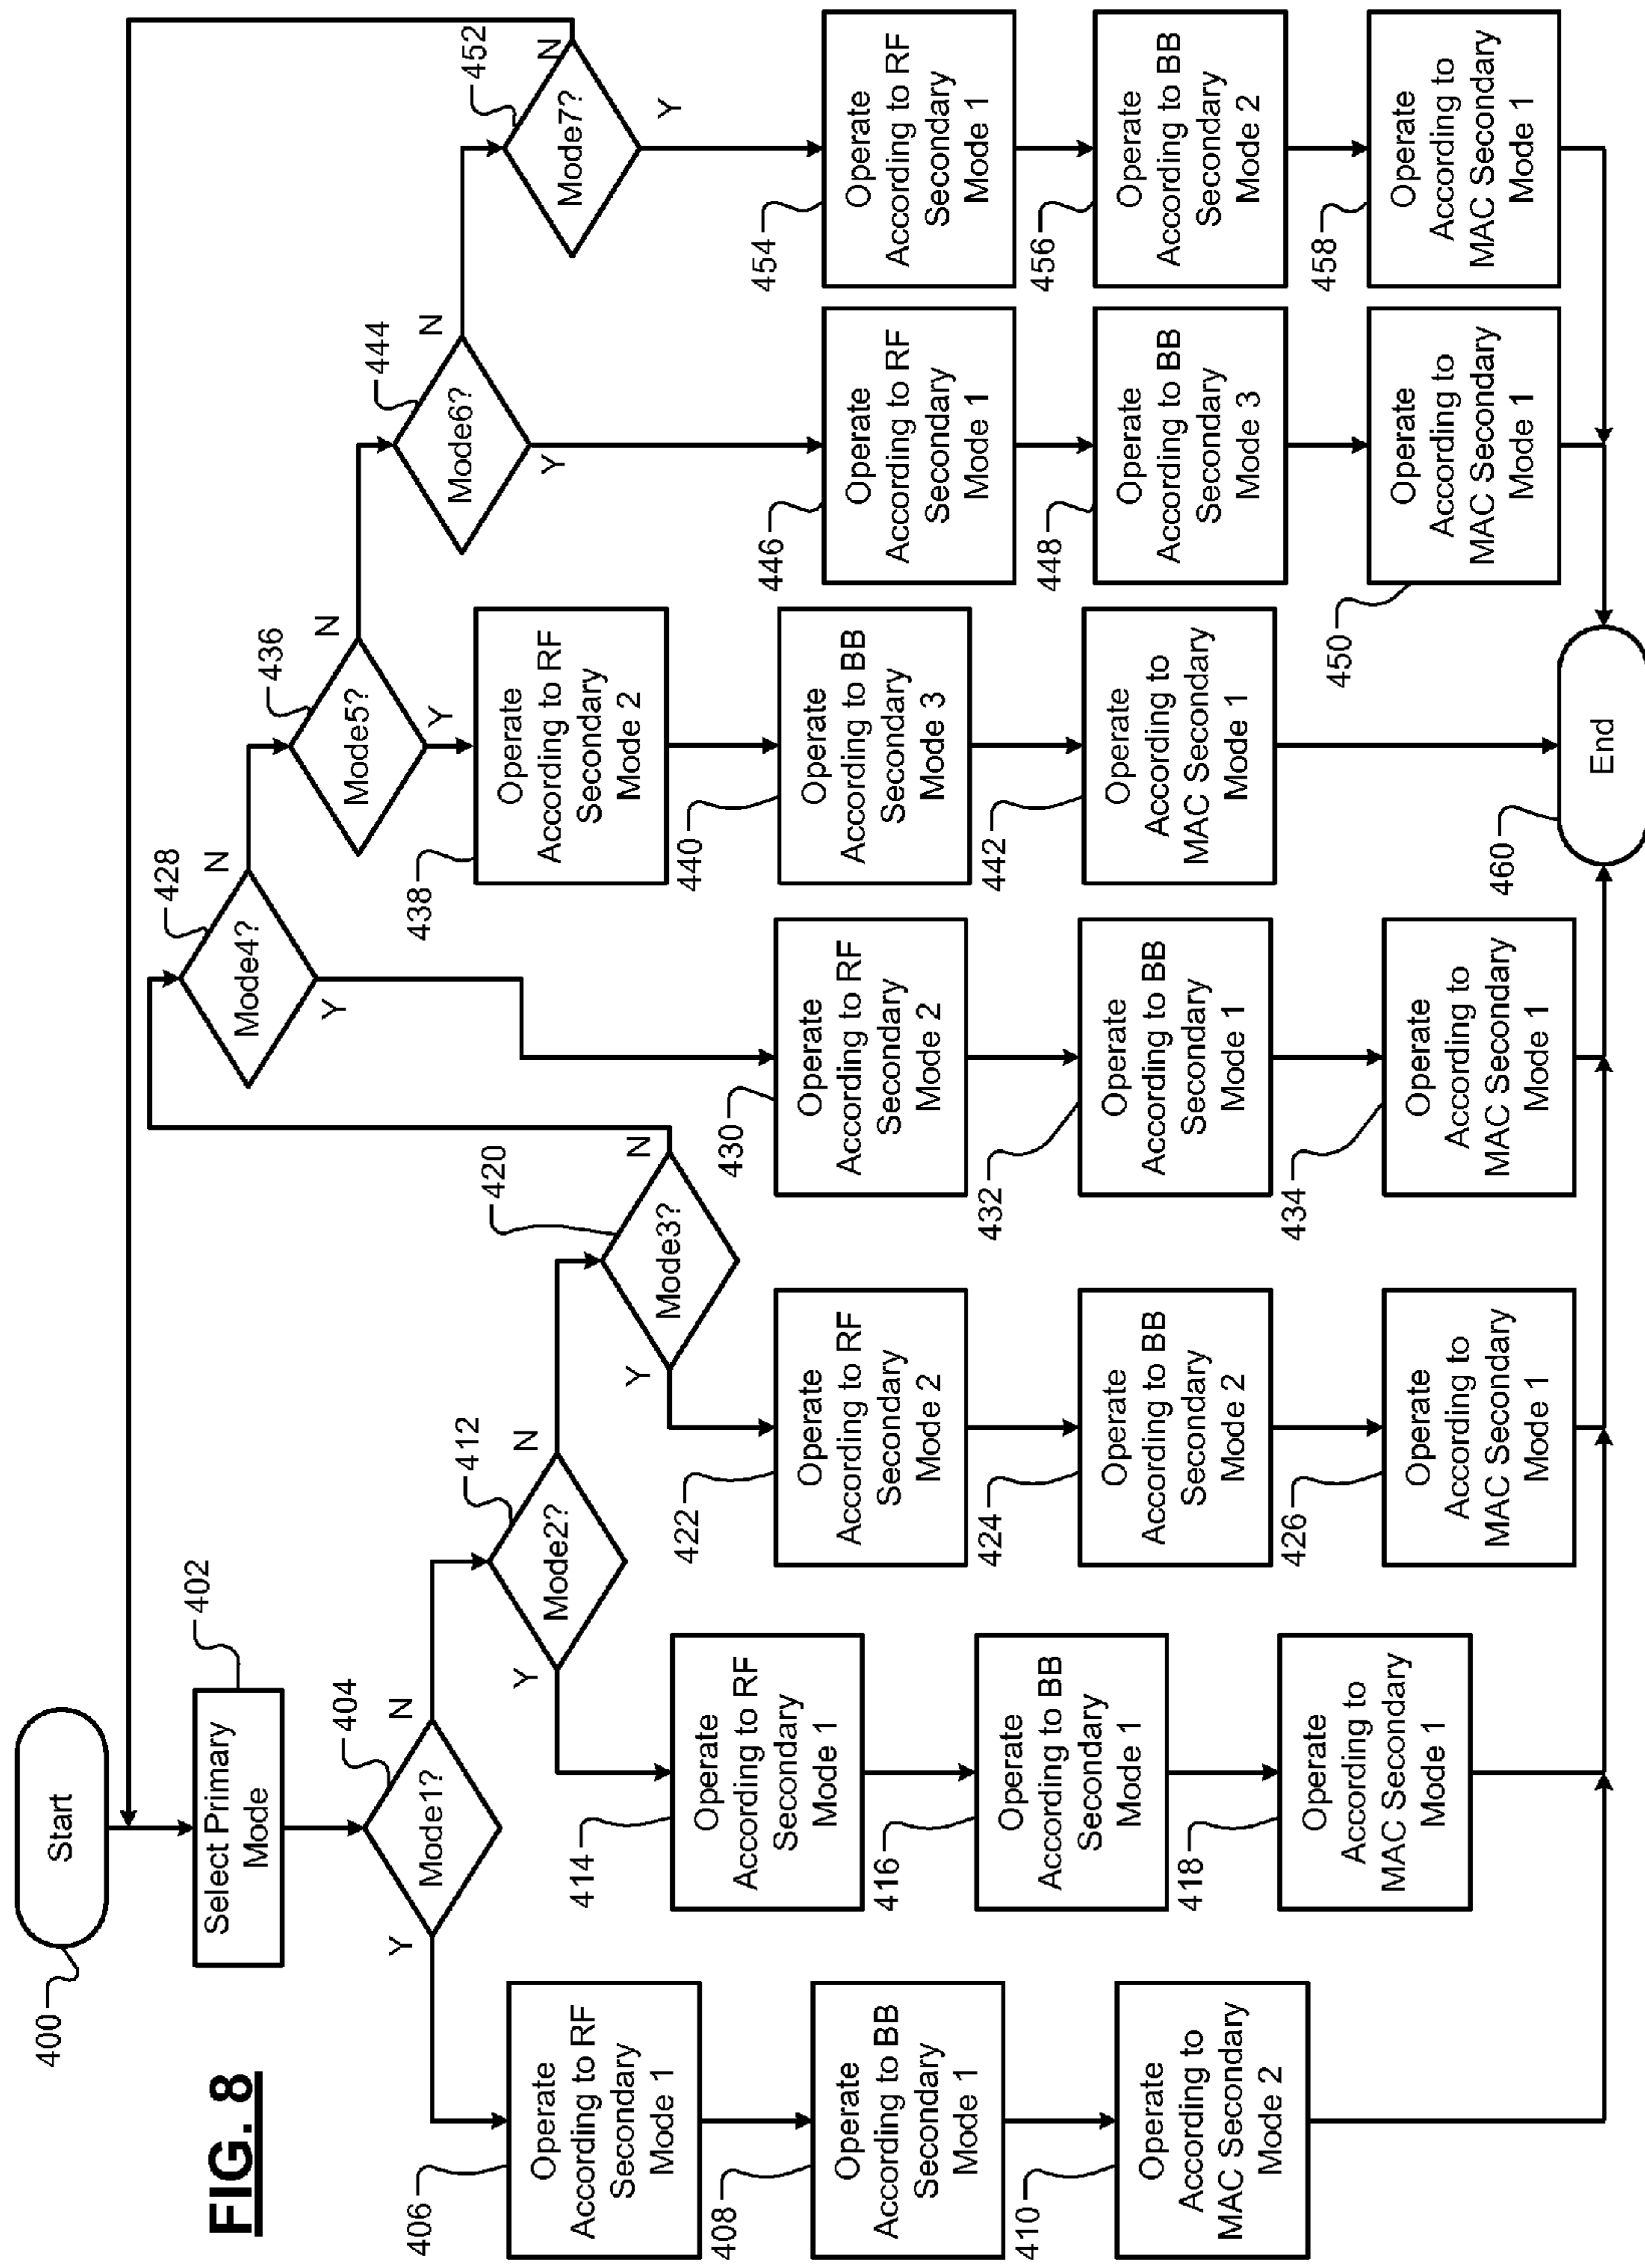 FIG. 8
400
Start
402
Select Primary
Mode
404
Mode1?
Y
N
406
Operate
According to RF
Secondary
Mode 1
408
Operate
According to BB
Secondary
Mode 1
410
Operate
According to
MAC Secondary
Mode 2
412
Mode2?
Y
N
414
Operate
According to RF
Secondary
Mode 1
416
Operate
According to BB
Secondary
Mode 1
418
Operate
According to
MAC Secondary
Mode 1
420
Mode3?
Y
N
422
Operate
According to RF
Secondary
Mode 2
424
Operate
According to BB
Secondary
Mode 2
426
Operate
According to
MAC Secondary
Mode 1
428
Mode4?
Y
N
430
Operate
According to RF
Secondary
Mode 2
432
Operate
According to BB
Secondary
Mode 1
434
Operate
According to
MAC Secondary
Mode 1
436
Mode5?
Y
N
438
Operate
According to RF
Secondary
Mode 2
440
Operate
According to BB
Secondary
Mode 3
442
Operate
According to
MAC Secondary
Mode 1
444
Mode6?
Y
N
446
Operate
According to RF
Secondary
Mode 1
448
Operate
According to BB
Secondary
Mode 3
450
Operate
According to
MAC Secondary
Mode 1
452
Mode7?
N
Y
454
Operate
According to RF
Secondary
Mode 1
456
Operate
According to BB
Secondary
Mode 2
458
Operate
According to
MAC Secondary
Mode 1
460
End